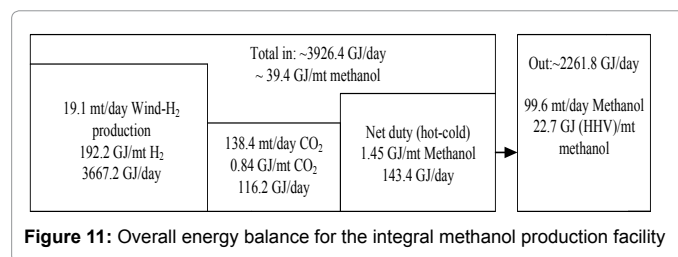 Total in: ~3926.4 GJ/day
~ 39.4 GJ/mt methanol
19.1 mt/day Wind-H₂
production
192.2 GJ/mt H₂
3667.2 GJ/day
138.4 mt/day CO₂
0.84 GJ/mt CO₂
116.2 GJ/day
Net duty (hot-cold)
1.45 GJ/mt Methanol
143.4 GJ/day
Out:~2261.8 GJ/day
99.6 mt/day Methanol
22.7 GJ (HHV)/mt
methanol
Figure 11: Overall energy balance for the integral methanol production facility